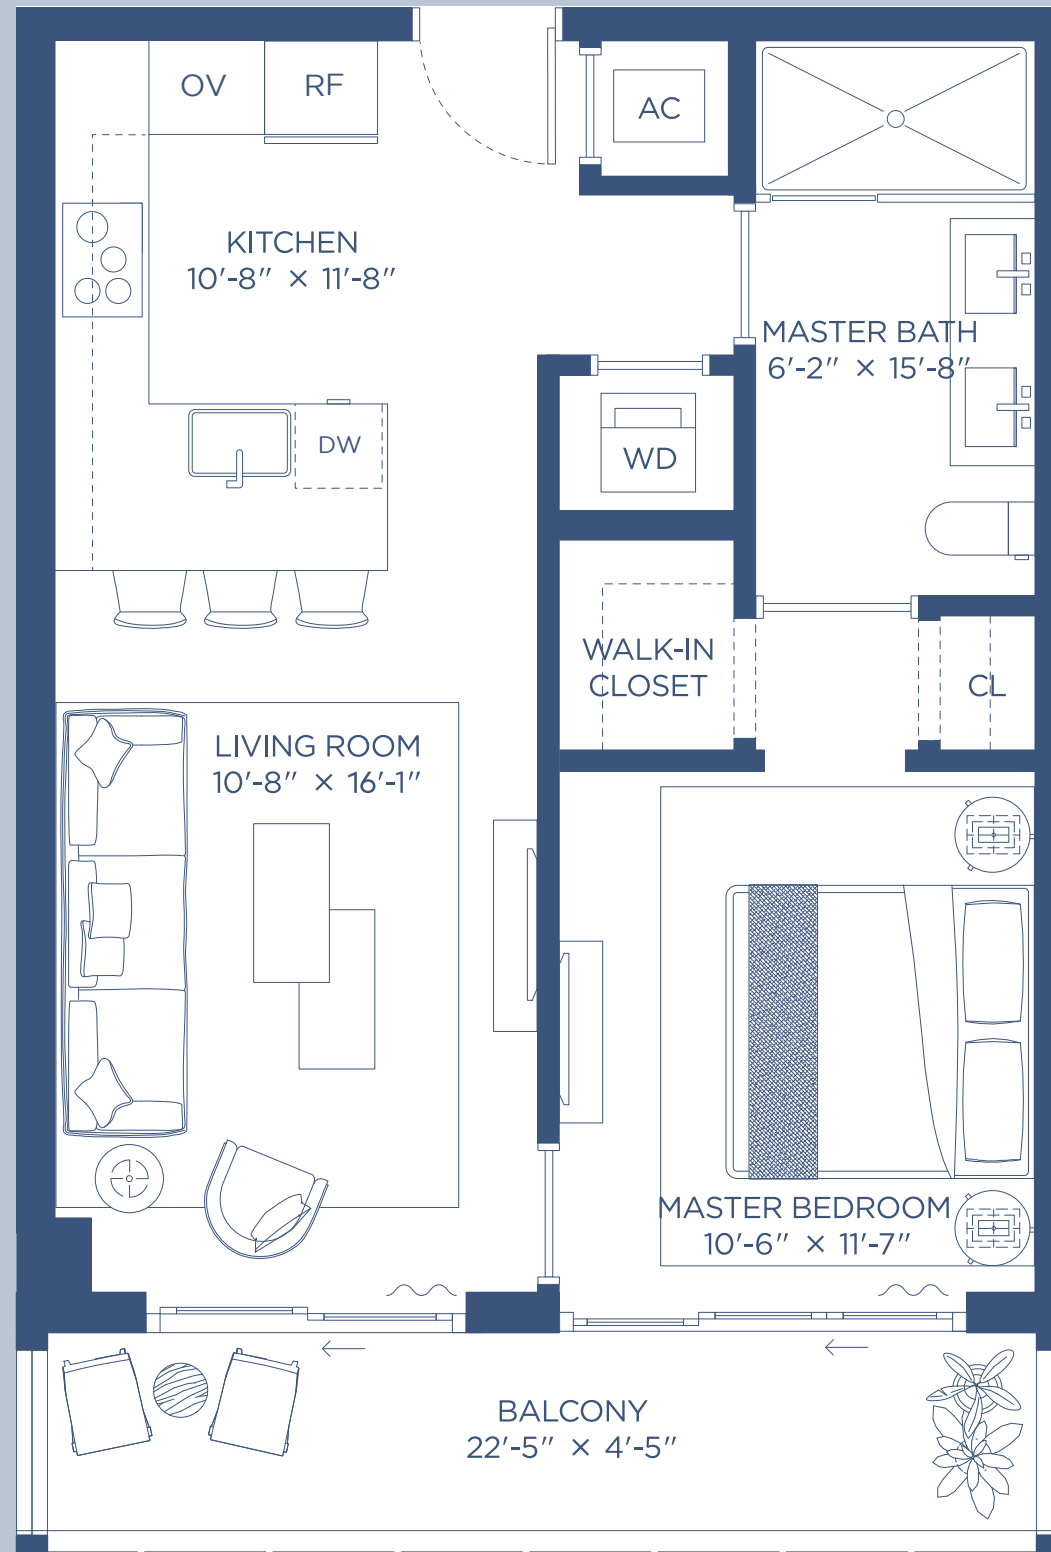 OV
RF
AC
KITCHEN
10'-8" × 11'-8"
MASTER BATH
6'-2" × 15'-8"
DW
WD
WALK-IN
CLOSET
CL
LIVING ROOM
10'-8" × 16'-1"
MASTER BEDROOM
10'-6" × 11'-7"
BALCONY
22'-5" × 4'-5"